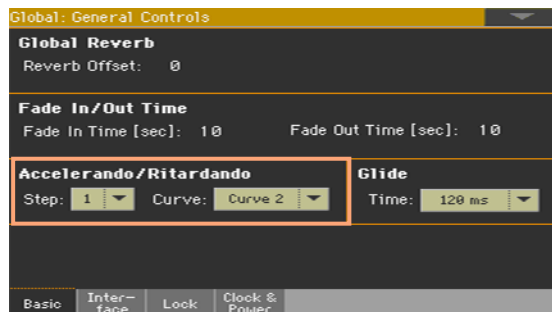 Global: General Controls
Global Reverb
Reverb Offset: 0
Fade In/Out Time
Fade In Time [sec]: 10 Fade Out Time [sec]: 10
Accelerando/Ritardando Glide
Step: 1 Curve: Curve 2 Time: 120 ms
Basic Inter- Lock Clock &
face Power